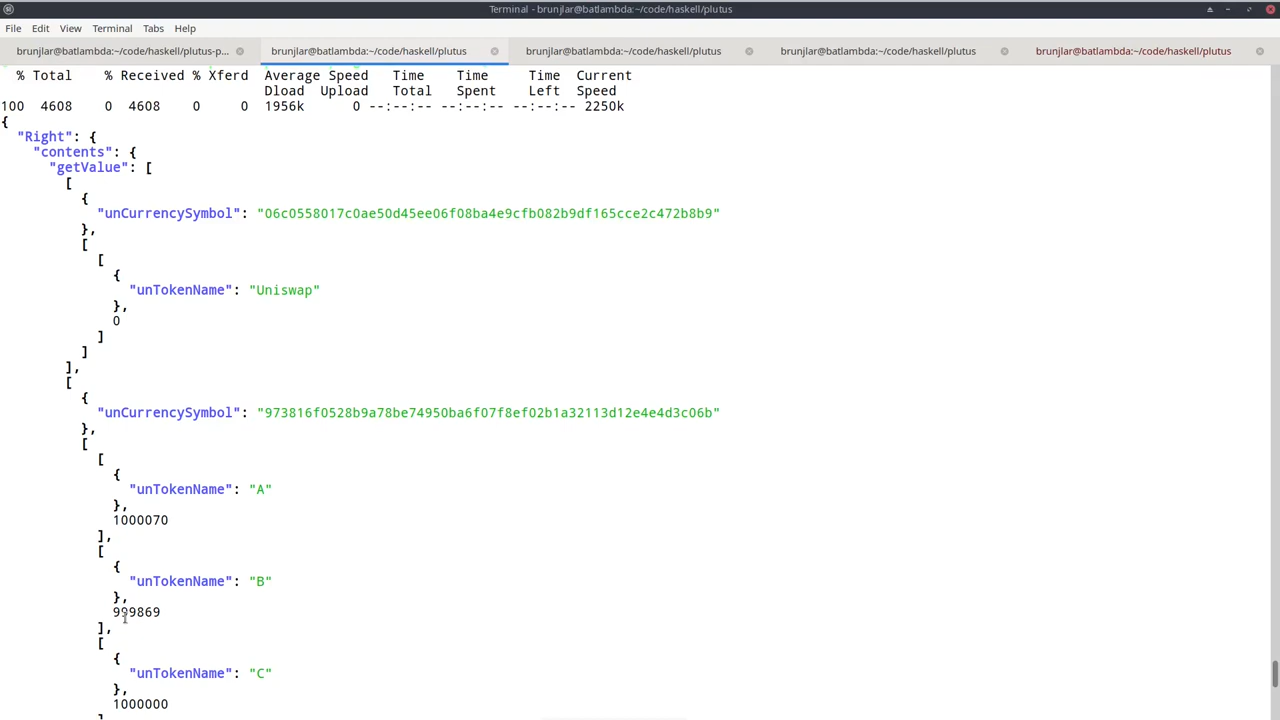 Terminal - brunjlar@batlambda:~/code/haskell/plutus
File Edit View Terminal Tabs Help
brunjlar@batlambda:~/code/haskell/plutus-p... brunjlar@batlambda:~/code/haskell/plutus brunjlar@batlambda:~/code/haskell/plutus brunjlar@batlambda:~/code/haskell/plutus brunjlar@batlambda:~/code/haskell/plutus
% Total % Received % Xferd Average Speed Time Time Time Current
Dload Upload Total Spent Left Speed
100 4608 0 4608 0 0 1956k 0 --:--:-- --:--:-- --:--:-- 2250k
{
"Right": {
"contents": {
"getValue": [
[
{
"unCurrencySymbol": "06c0558017c0ae50d45ee06f08ba4e9cfb082b9df165cce2c472b8b9"
},
[
[
{
"unTokenName": "Uniswap"
},
0
]
]
],
[
{
"unCurrencySymbol": "973816f0528b9a78be74950ba6f07f8ef02b1a32113d12e4e4d3c06b"
},
[
[
{
"unTokenName": "A"
},
1000070
],
[
{
"unTokenName": "B"
},
999869
],
[
{
"unTokenName": "C"
},
1000000
]